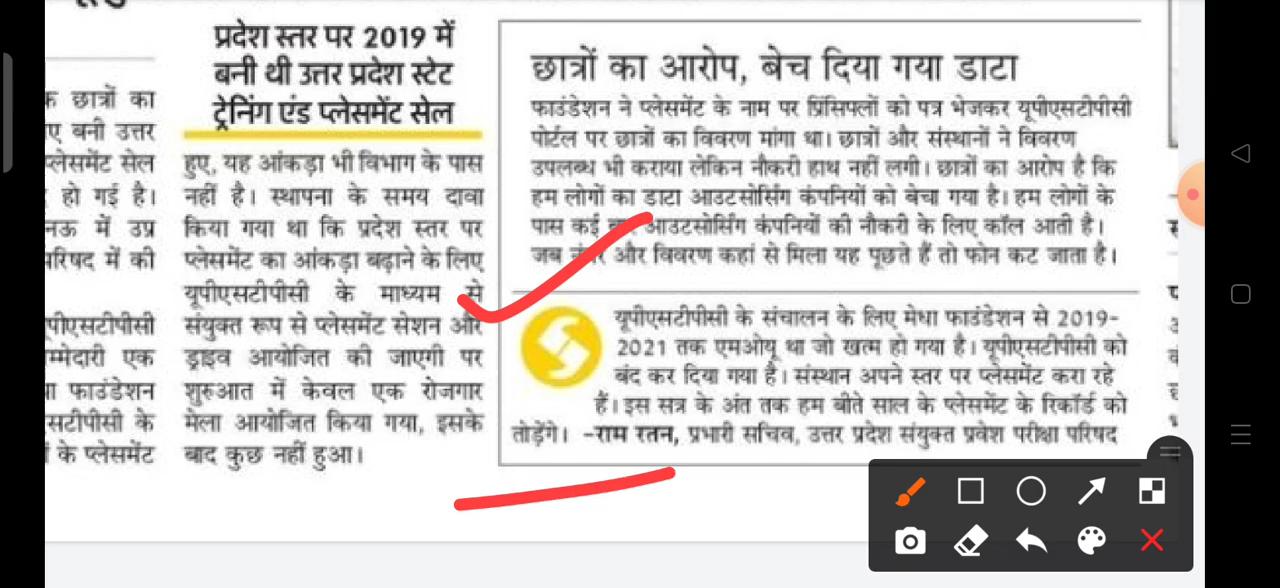 प्रदेश स्तर पर 2019 में
बनी थी उत्तर प्रदेश स्टेट
ट्रेनिंग एंड प्लेसमेंट सेल
छात्रों का
बनी उत्तर
प्लेसमेंट सेल
हो गई है।
में उप्र
परिषद में की
यूपीएसटीपीसी
एक
फाउंडेशन
के
के प्लेसमेंट
हुए, यह आंकड़ा भी विभाग के पास
नहीं है। स्थापना के समय दावा
किया गया था कि प्रदेश स्तर पर
प्लेसमेंट का आंकड़ा बढ़ाने के लिए
यूपीएसटीपीसी के माध्यम से
संयुक्त रूप से प्लेसमेंट सेशन और
ड्राइव आयोजित की जाएगी पर
शुरुआत में केवल एक रोजगार
मेला आयोजित किया गया, इसके
बाद कुछ नहीं हुआ।
छात्रों का आरोप, बेच दिया गया डाटा
फाउंडेशन ने प्लेसमेंट के नाम पर प्रिंसिपलों को पत्र भेजकर यूपीएसटीपीसी
पोर्टल पर छात्रों का विवरण मांगा था। छात्रों और संस्थानों ने विवरण
उपलब्ध भी कराया लेकिन नौकरी हाथ नहीं लगी। छात्रों का आरोप है कि
हम लोगों का डाटा आउटसोर्सिंग कंपनियों को बेचा गया है। हम लोगों के
पास कई बार आउटसोर्सिंग कंपनियों की नौकरी के लिए कॉल आती है।
जब नंबर और विवरण कहां से मिला यह पूछते हैं तो फोन कट जाता है।
यूपीएसटीपीसी के संचालन के लिए मेधा फाउंडेशन से 2019-
2021 तक एमओयू था जो खत्म हो गया है। यूपीएसटीपीसी को
बंद कर दिया गया है। संस्थान अपने स्तर पर प्लेसमेंट करा रहे
हैं। इस सत्र के अंत तक हम बीते साल के प्लेसमेंट के रिकॉर्ड को
तोड़ेंगे। -राम रतन, प्रभारी सचिव, उत्तर प्रदेश संयुक्त प्रवेश परीक्षा परिषद